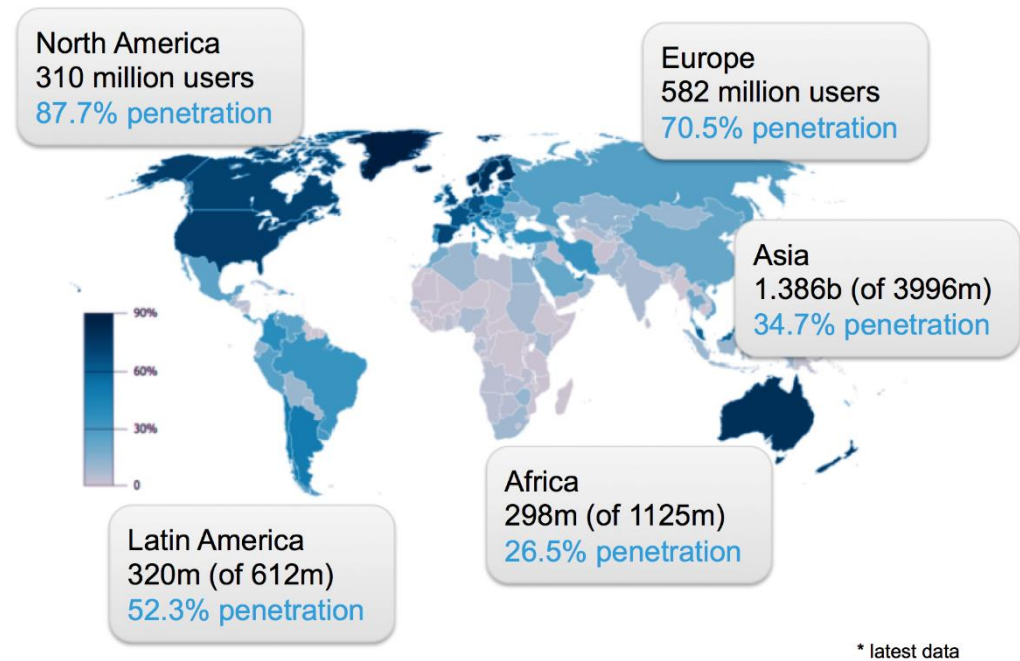 North America
310 million users
87.7% penetration
Europe
582 million users
70.5% penetration
Asia
1.386b (of 3996m)
34.7% penetration
90%
60%
30%
0
Africa
298m (of 1125m)
26.5% penetration
Latin America
320m (of 612m)
52.3% penetration
* latest data